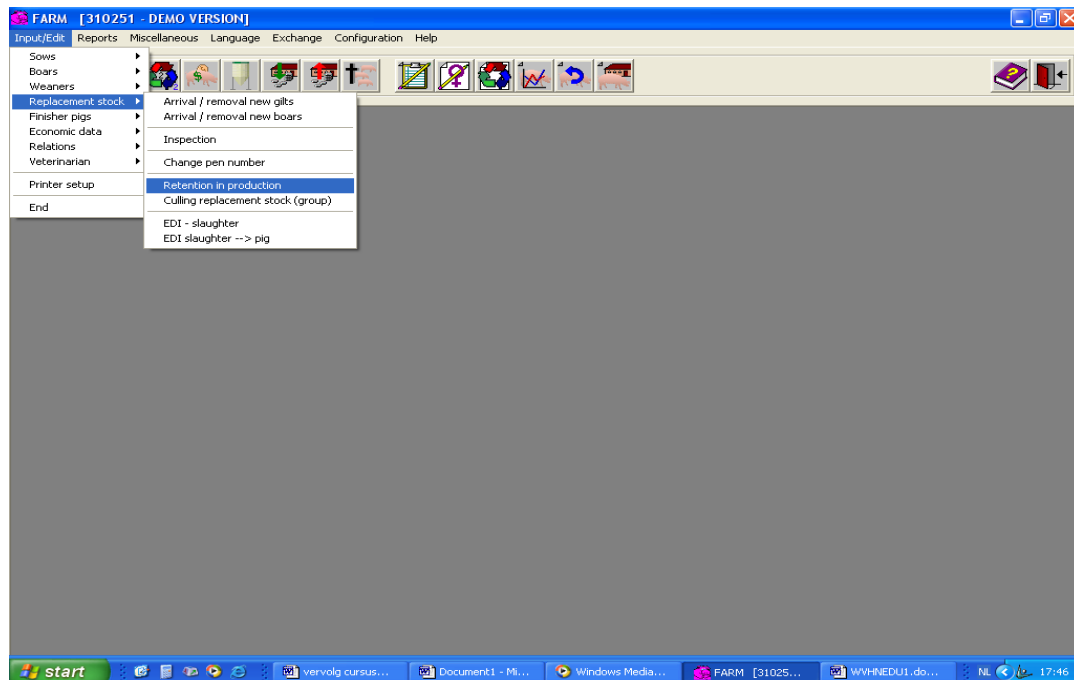 FARM [310251 - DEMO VERSION]
Input/Edit Reports Miscellaneous Language Exchange Configuration Help
Sows
Boars
Weaners
Replacement stock
Finisher pigs
Economic data
Relations
Veterinarian
Printer setup
End
Arrival / removal new gilts
Arrival / removal new boars
Inspection
Change pen number
Retention in production
Culling replacement stock (group)
EDI - slaughter
EDI slaughter --> pig
start vervolg cursus... Document1 - Mi... Windows Media... FARM [31025... WVHNEDU1.do... NL 17:46